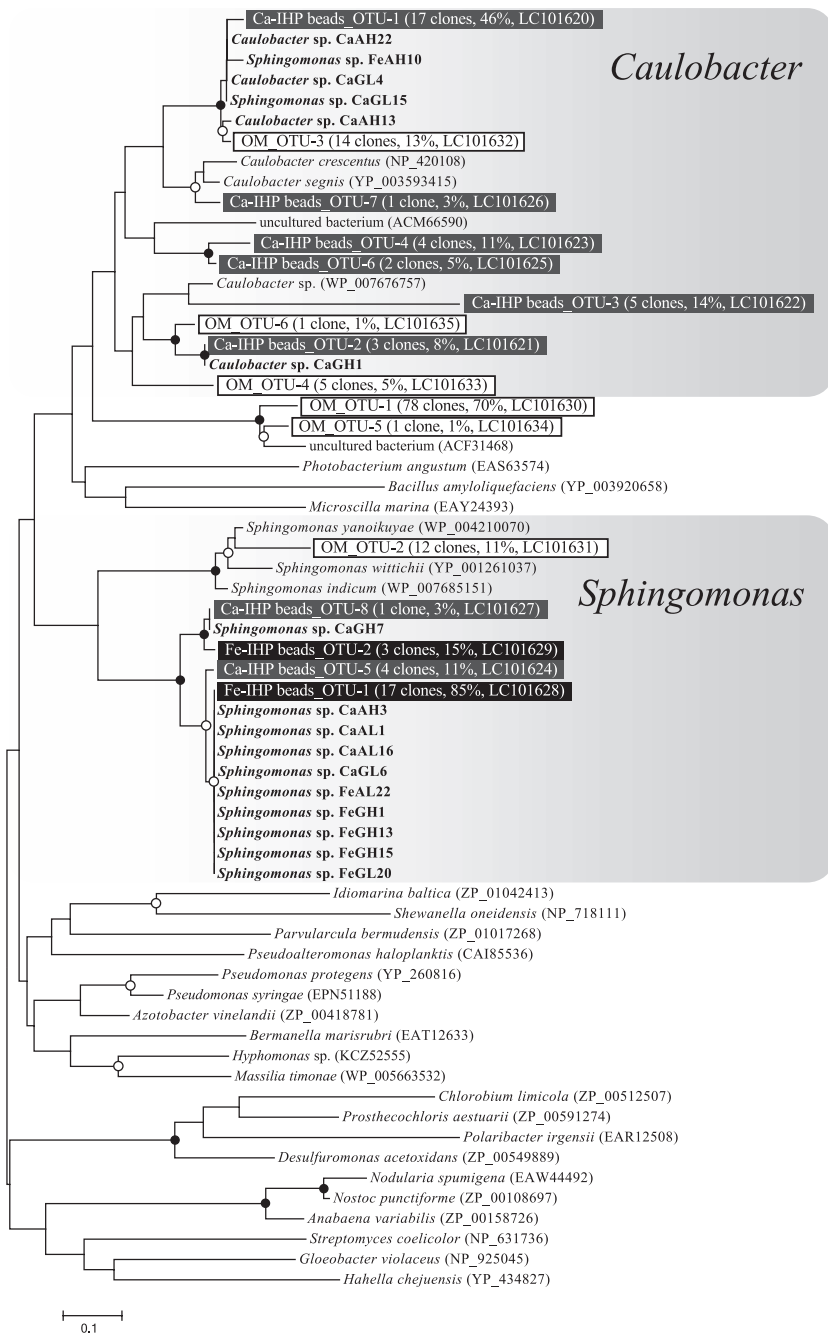 Ca-IHP beads_OTU-1 (17 clones, 46%, LC101620)
Caulobacter sp. CaAH22
Sphingomonas sp. FeAH10
Caulobacter
Caulobacter sp. CaGL4
Sphingomonas sp. CaGL15
Caulobacter sp. CaAH13
OM_OTU-3 (14 clones, 13%, LC101632)
Caulobacter crescentus (NP_420108)
Caulobacter segnis (YP_003593415)
Ca-IHP beads_OTU-7 (1 clone, 3%, LC101626)
uncultured bacterium (ACM66590)
Ca-IHP beads_OTU-4 (4 clones, 11%, LC101623)
Ca-IHP beads_OTU-6 (2 clones, 5%, LC101625)
Caulobacter sp. (WP_007676757)
Ca-IHP beads_OTU-3 (5 clones, 14%, LC101622)
OM_OTU-6 (1 clone, 1%, LC101635)
Ca-IHP beads_OTU-2 (3 clones, 8%, LC101621)
Caulobacter sp. CaGH1
OM_OTU-4 (5 clones, 5%, LC101633)
OM_OTU-1 (78 clones, 70%, LC101630)
OM_OTU-5 (1 clone, 1%, LC101634)
uncultured bacterium (ACF31468)
Photobacterium angustum (EAS63574)
Bacillus amyloliquefaciens (YP_003920658)
Microscilla marina (EAY24393)
Sphingomonas yanoikuyae (WP_004210070)
OM_OTU-2 (12 clones, 11%, LC101631)
Sphingomonas wittichii (YP_001261037)
Sphingomonas indicum (WP_007685151)
Sphingomonas
Ca-IHP beads_OTU-8 (1 clone, 3%, LC101627)
Sphingomonas sp. CaGH7
Fe-IHP beads_OTU-2 (3 clones, 15%, LC101629)
Ca-IHP beads_OTU-5 (4 clones, 11%, LC101624)
Fe-IHP beads_OTU-1 (17 clones, 85%, LC101628)
Sphingomonas sp. CaAH3
Sphingomonas sp. CaAL1
Sphingomonas sp. CaAL16
Sphingomonas sp. CaGL6
Sphingomonas sp. FeAL22
Sphingomonas sp. FeGH1
Sphingomonas sp. FeGH13
Sphingomonas sp. FeGH15
Sphingomonas sp. FeGL20
Idiomarina baltica (ZP_01042413)
Shewanella oneidensis (NP_718111)
Parvularcula bermudensis (ZP_01017268)
Pseudoalteromonas haloplanktis (CAI85536)
Pseudomonas protegens (YP_260816)
Pseudomonas syringae (EPN51188)
Azotobacter vinelandii (ZP_00418781)
Bermanella marisrubri (EAT12633)
Hyphomonas sp. (KCZ52555)
Massilia timonae (WP_005663532)
Chlorobium limicola (ZP_00512507)
Prosthecochloris aestuarii (ZP_00591274)
Polaribacter irgensii (EAR12508)
Desulfuromonas acetoxidans (ZP_00549889)
Nodularia spumigena (EAW44492)
Nostoc punctiforme (ZP_00108697)
Anabaena variabilis (ZP_00158726)
Streptomyces coelicolor (NP_631736)
Gloeobacter violaceus (NP_925045)
Hahella chejuensis (YP_434827)
0.1